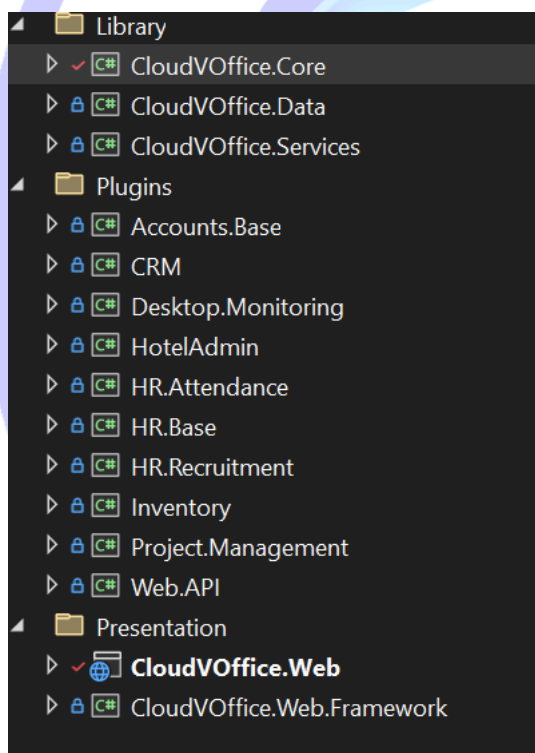 Library
C# CloudVOffice.Core
C# CloudVOffice.Data
C# CloudVOffice.Services
Plugins
C# Accounts.Base
C# CRM
C# Desktop.Monitoring
C# HotelAdmin
C# HR.Attendance
C# HR.Base
C# HR.Recruitment
C# Inventory
C# Project.Management
C# Web.API
Presentation
CloudVOffice.Web
C# CloudVOffice.Web.Framework